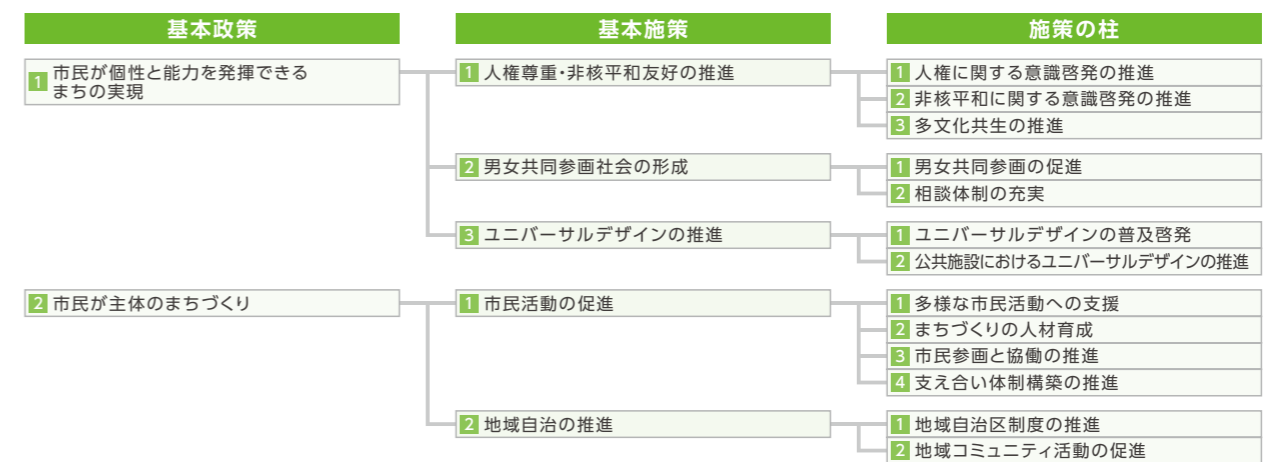 基本政策
基本施策
施策の柱
1 市民が個性と能力を発揮できる
まちの実現
1 人権尊重・非核平和友好の推進
1 人権に関する意識啓発の推進
2 非核平和に関する意識啓発の推進
3 多文化共生の推進
2 男女共同参画社会の形成
1 男女共同参画の促進
2 相談体制の充実
3 ユニバーサルデザインの推進
1 ユニバーサルデザインの普及啓発
2 公共施設におけるユニバーサルデザインの推進
2 市民が主体のまちづくり
1 市民活動の促進
1 多様な市民活動への支援
2 まちづくりの人材育成
3 市民参画と協働の推進
4 支え合い体制構築の推進
2 地域自治の推進
1 地域自治区制度の推進
2 地域コミュニティ活動の促進